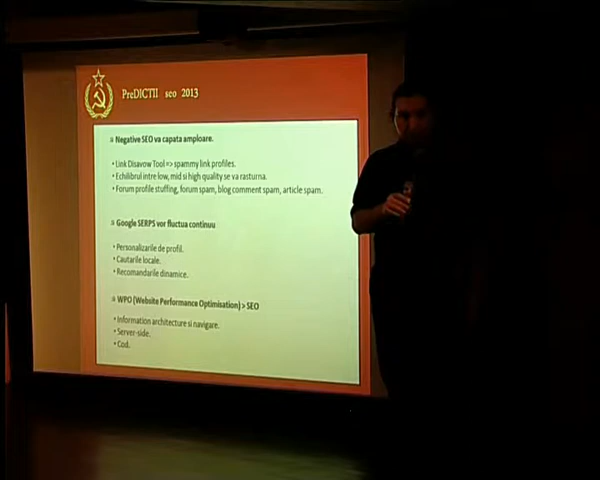 PreDICTII seo 2013
Negative SEO va capata amploare.
• Link Disavow Tool => spammy link profiles.
• Echilibrul intre low, mid si high quality se va rasturna.
• Forum profile stuffing, forum spam, blog comment spam, article spam.
Google SERPS vor fluctua continuu
• Personalizarile de profil.
• Cautarile locale.
• Recomandarile dinamice.
WPO (Website Performance Optimisation) > SEO
• Information architecture si navigare.
• Server-side.
• Cod.